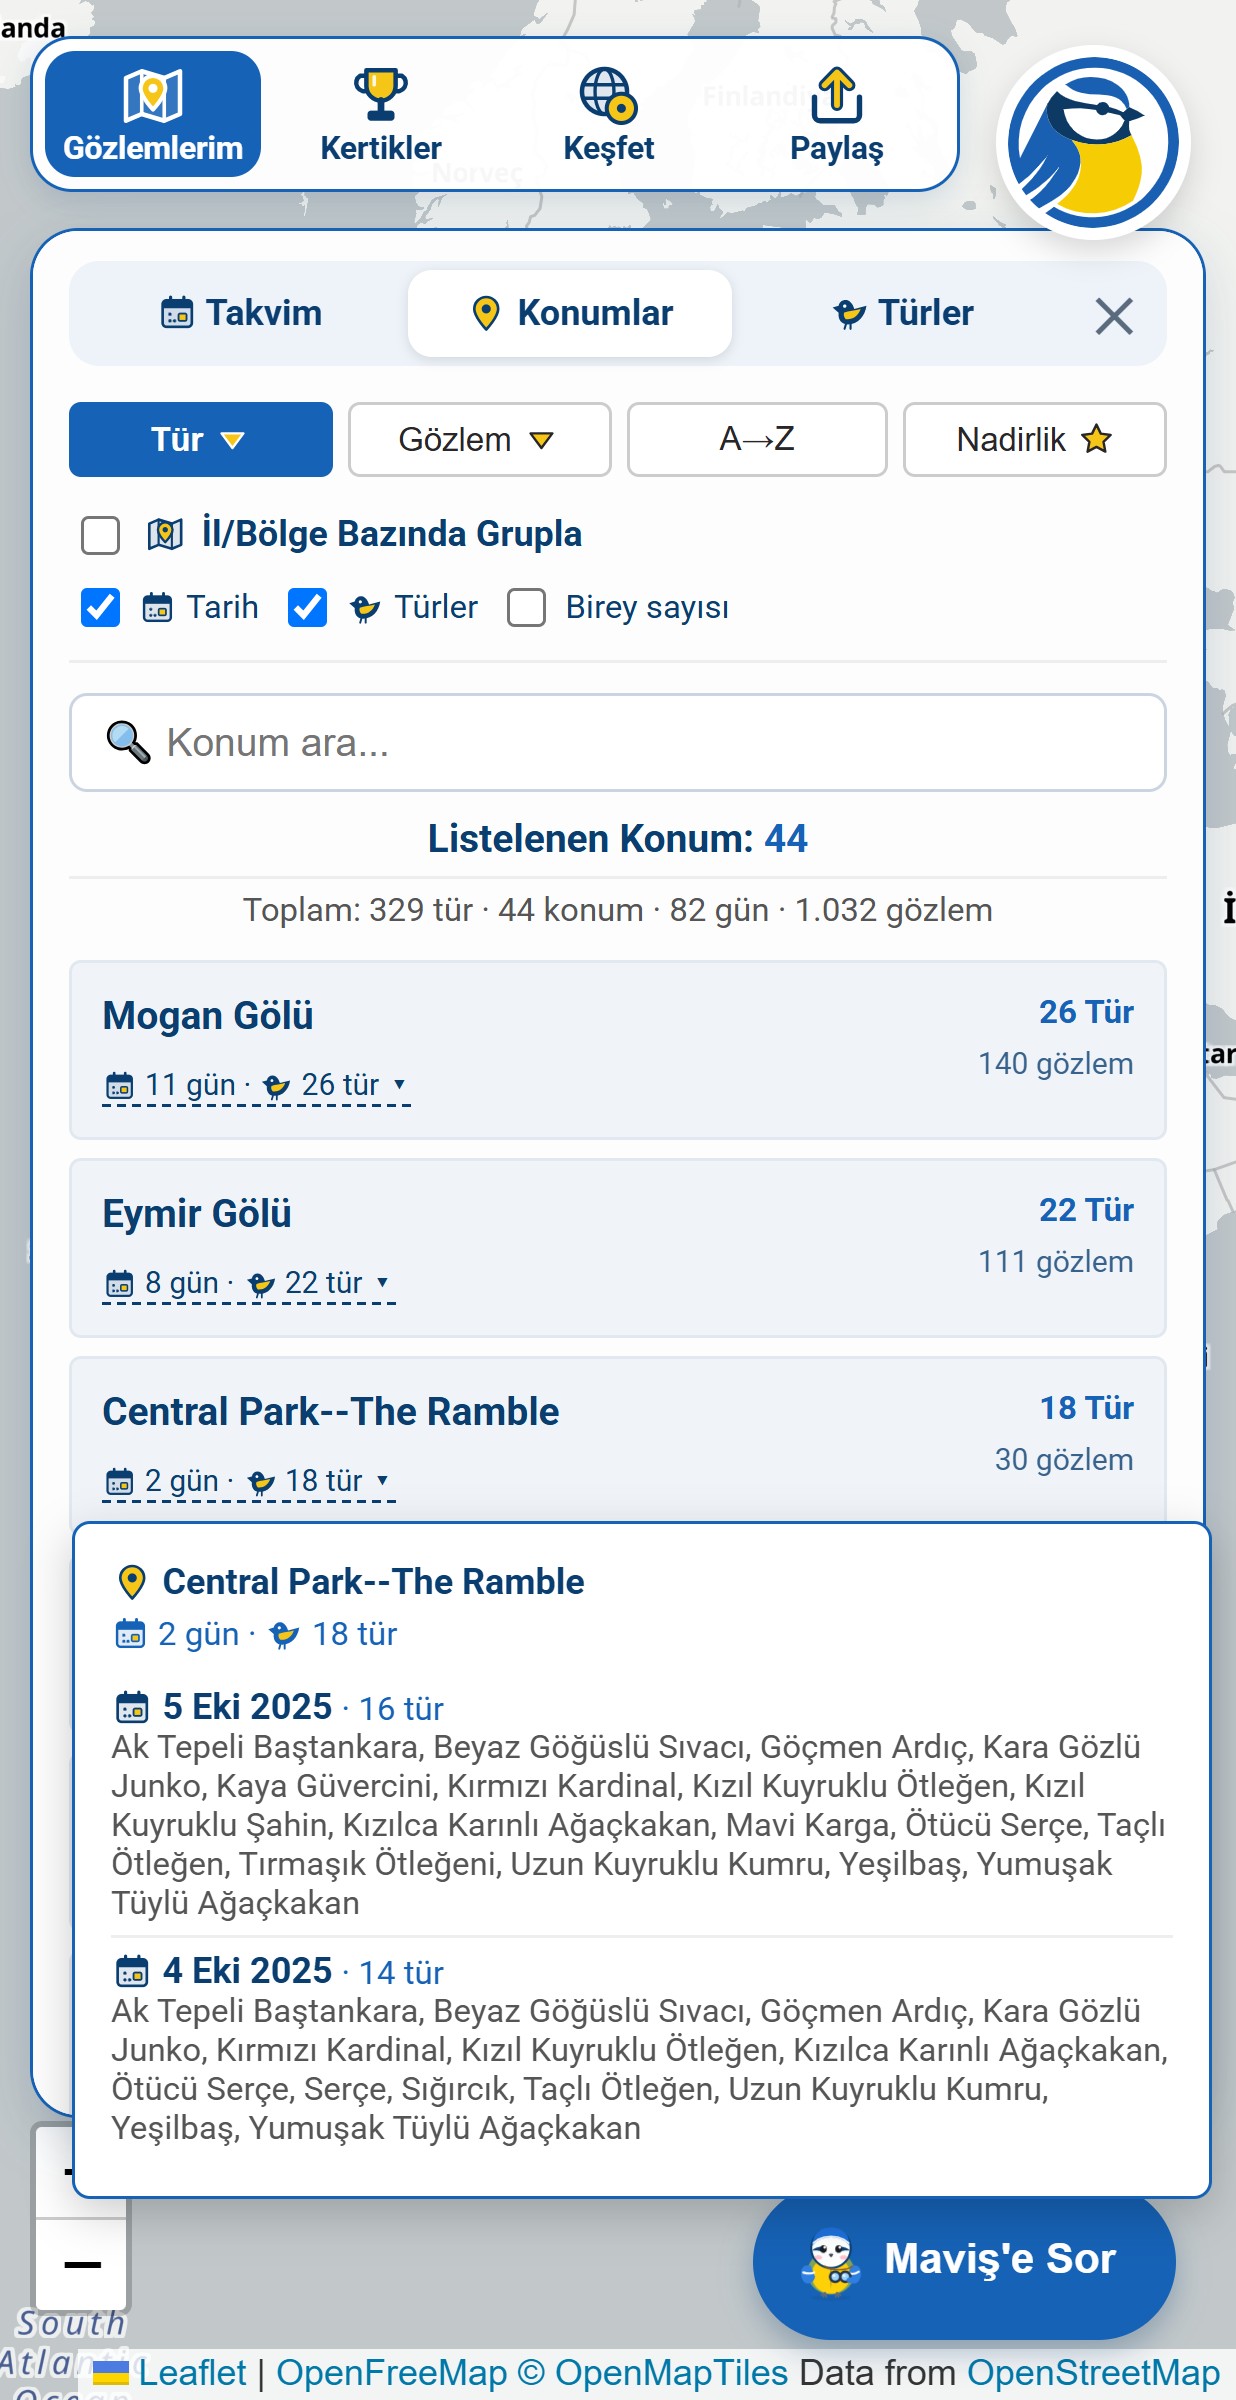 anda
Finlandiya
Norveç
Gözlemlerim
Kertikler
Keşfet
Paylaş
Takvim
Konumlar
Türler
Tür
Gözlem
A→Z
Nadirlik
İl/Bölge Bazında Grupla
Tarih
Türler
Birey sayısı
Konum ara...
Listelenen Konum: 44
Toplam: 329 tür · 44 konum · 82 gün · 1.032 gözlem
Mogan Gölü
26 Tür
11 gün · 26 tür
140 gözlem
Eymir Gölü
22 Tür
8 gün · 22 tür
111 gözlem
Central Park--The Ramble
18 Tür
2 gün · 18 tür
30 gözlem
Central Park--The Ramble
2 gün · 18 tür
5 Eki 2025 · 16 tür
Ak Tepeli Baştankara, Beyaz Göğüslü Sıvacı, Göçmen Ardıç, Kara Gözlü
Junko, Kaya Güvercini, Kırmızı Kardinal, Kızıl Kuyruklu Ötleğen, Kızıl
Kuyruklu Şahin, Kızılca Karınlı Ağaçkakan, Mavi Karga, Ötücü Serçe, Taçlı
Ötleğen, Tırmaşık Ötleğeni, Uzun Kuyruklu Kumru, Yeşilbaş, Yumuşak
Tüylü Ağaçkakan
4 Eki 2025 · 14 tür
Ak Tepeli Baştankara, Beyaz Göğüslü Sıvacı, Göçmen Ardıç, Kara Gözlü
Junko, Kırmızı Kardinal, Kızıl Kuyruklu Ötleğen, Kızılca Karınlı Ağaçkakan,
Ötücü Serçe, Serçe, Sığırcık, Taçlı Ötleğen, Uzun Kuyruklu Kumru,
Yeşilbaş, Yumuşak Tüylü Ağaçkakan
Maviş'e Sor
South
Atlantic
Ocean
Leaflet | OpenFreeMap © OpenMapTiles Data from OpenStreetMap